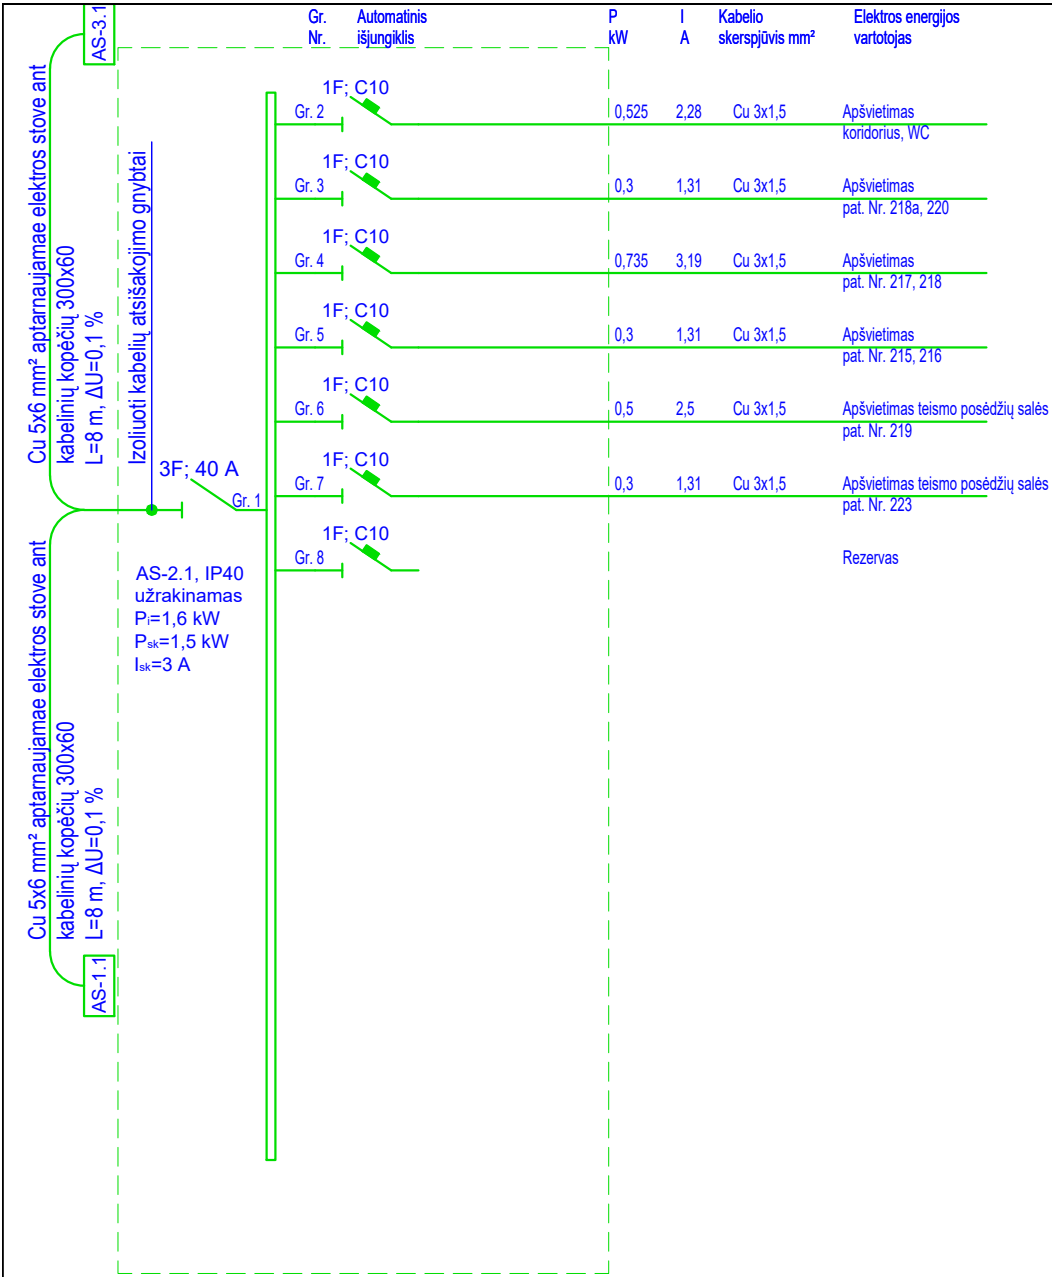 Gr. Nr.
Automatinis išjungiklis
P kW
I A
Kabelio skerspjūvis mm²
Elektros energijos vartotojas
AS-3.1
Cu 5x6 mm² aptarnaujamae elektros stove ant
kabelinių kopėčių 300x60
L=8 m, ΔU=0,1 %
Izoliuoti kabelių atsišakojimo gnybtai
1F; C10
Gr. 2 0,525 2,28 Cu 3x1,5 Apšvietimas
koridorius, WC
1F; C10
Gr. 3 0,3 1,31 Cu 3x1,5 Apšvietimas
pat. Nr. 218a, 220
1F; C10
Gr. 4 0,735 3,19 Cu 3x1,5 Apšvietimas
pat. Nr. 217, 218
1F; C10
Gr. 5 0,3 1,31 Cu 3x1,5 Apšvietimas
pat. Nr. 215, 216
1F; C10
Gr. 6 0,5 2,5 Cu 3x1,5 Apšvietimas teismo posėdžių salės
pat. Nr. 219
1F; C10
Gr. 7 0,3 1,31 Cu 3x1,5 Apšvietimas teismo posėdžių salės
pat. Nr. 223
1F; C10
Gr. 8 Rezervas
3F; 40 A
Gr. 1
AS-2.1, IP40
užrakinamas
Pi=1,6 kW
Psk=1,5 kW
Isk=3 A
Cu 5x6 mm² aptarnaujamae elektros stove ant
kabelinių kopėčių 300x60
L=8 m, ΔU=0,1 %
AS-1.1